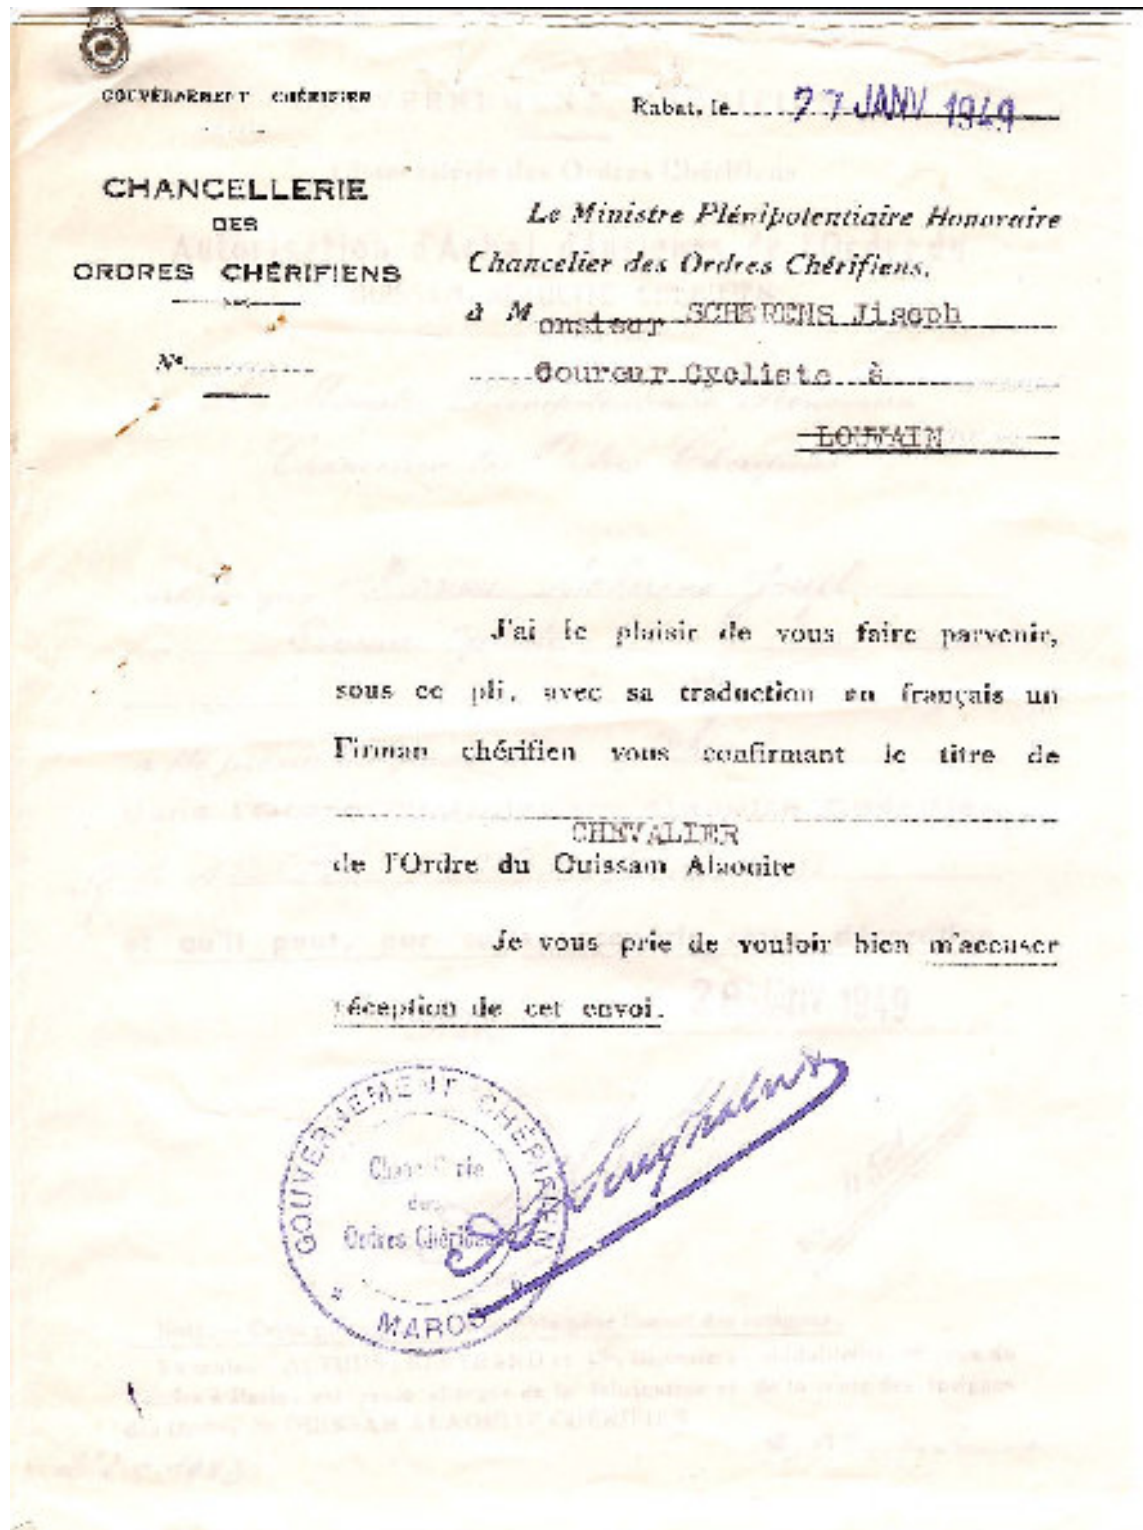 GOUVERNEMENT CHÉRIFIEN
Rabat, le 27 JANV 1949
CHANCELLERIE
DES
ORDRES CHÉRIFIENS
N°
Le Ministre Plénipotentiaire Honoraire
Chancelier des Ordres Chérifiens,
à Monsieur SCHERENS Jiseph
Coureur Cycliste à
LOUVAIN
J'ai le plaisir de vous faire parvenir,
sous ce pli, avec sa traduction en français un
Firman chérifien vous confirmant le titre de
CHEVALIER
de l'Ordre du Ouissam Alaouite
Je vous prie de vouloir bien m'accuser
réception de cet envoi.
GOUVERNEMENT CHÉRIFIEN
Chancellerie
des
Ordres Chérifiens
MAROC